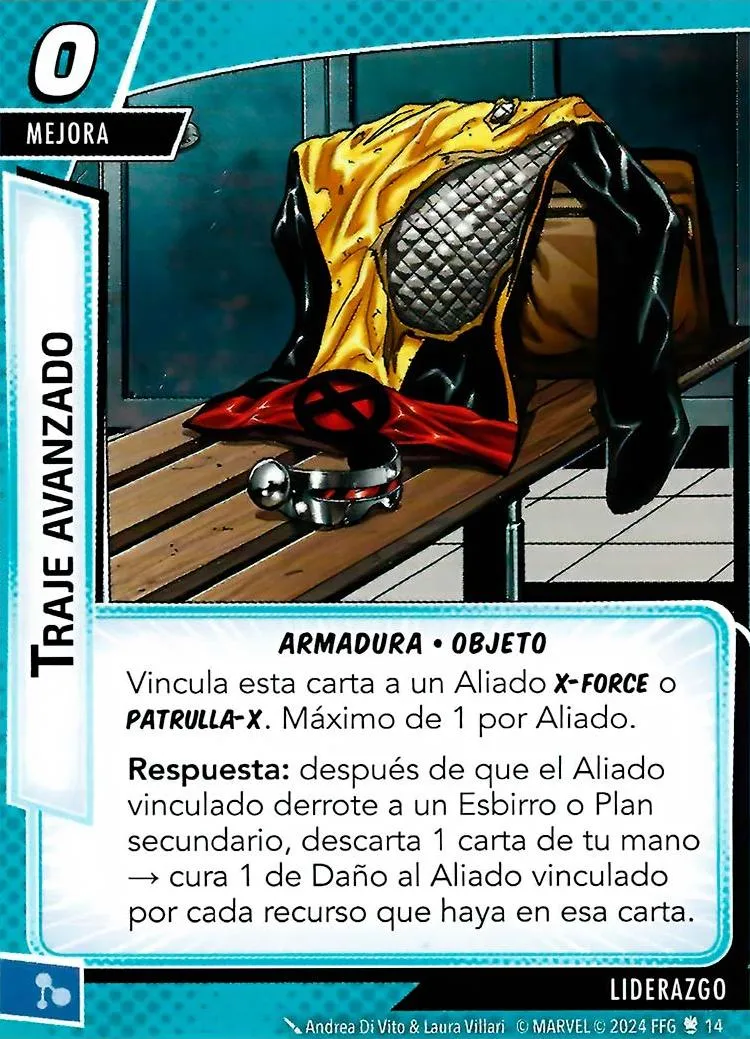 0
MEJORA
TRAJE AVANZADO
ARMADURA • OBJETO
Vincula esta carta a un Aliado X-FORCE o
PATRULLA-X. Máximo de 1 por Aliado.
Respuesta: después de que el Aliado
vinculado derrote a un Esbirro o Plan
secundario, descarta 1 carta de tu mano
→ cura 1 de Daño al Aliado vinculado
por cada recurso que haya en esa carta.
LIDERAZGO
Andrea Di Vito & Laura Villari © MARVEL © 2024 FFG 14